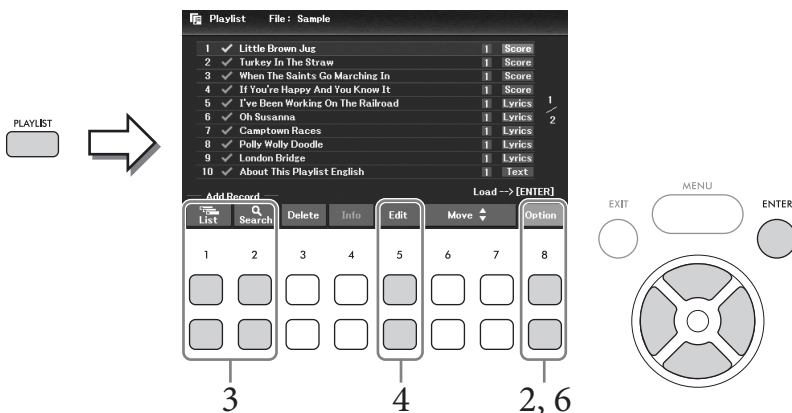 Playlist File: Sample
1 ✓ Little Brown Jug 1 Score
2 ✓ Turkey In The Straw 1 Score
3 ✓ When The Saints Go Marching In 1 Score
4 ✓ If You're Happy And You Know It 1 Score
5 ✓ I've Been Working On The Railroad 1 Lyrics
6 ✓ Oh Susanna 1 Lyrics
7 ✓ Camptown Races 1 Lyrics
8 ✓ Polly Wolly Doodle 1 Lyrics
9 ✓ London Bridge 1 Lyrics
10 ✓ About This Playlist English 1 Text
1/2
PLAYLIST
Add Record Load -->[ENTER]
List Search Delete Info Edit Move Option
EXIT MENU ENTER
1 2 3 4 5 6 7 8
3 4 2, 6